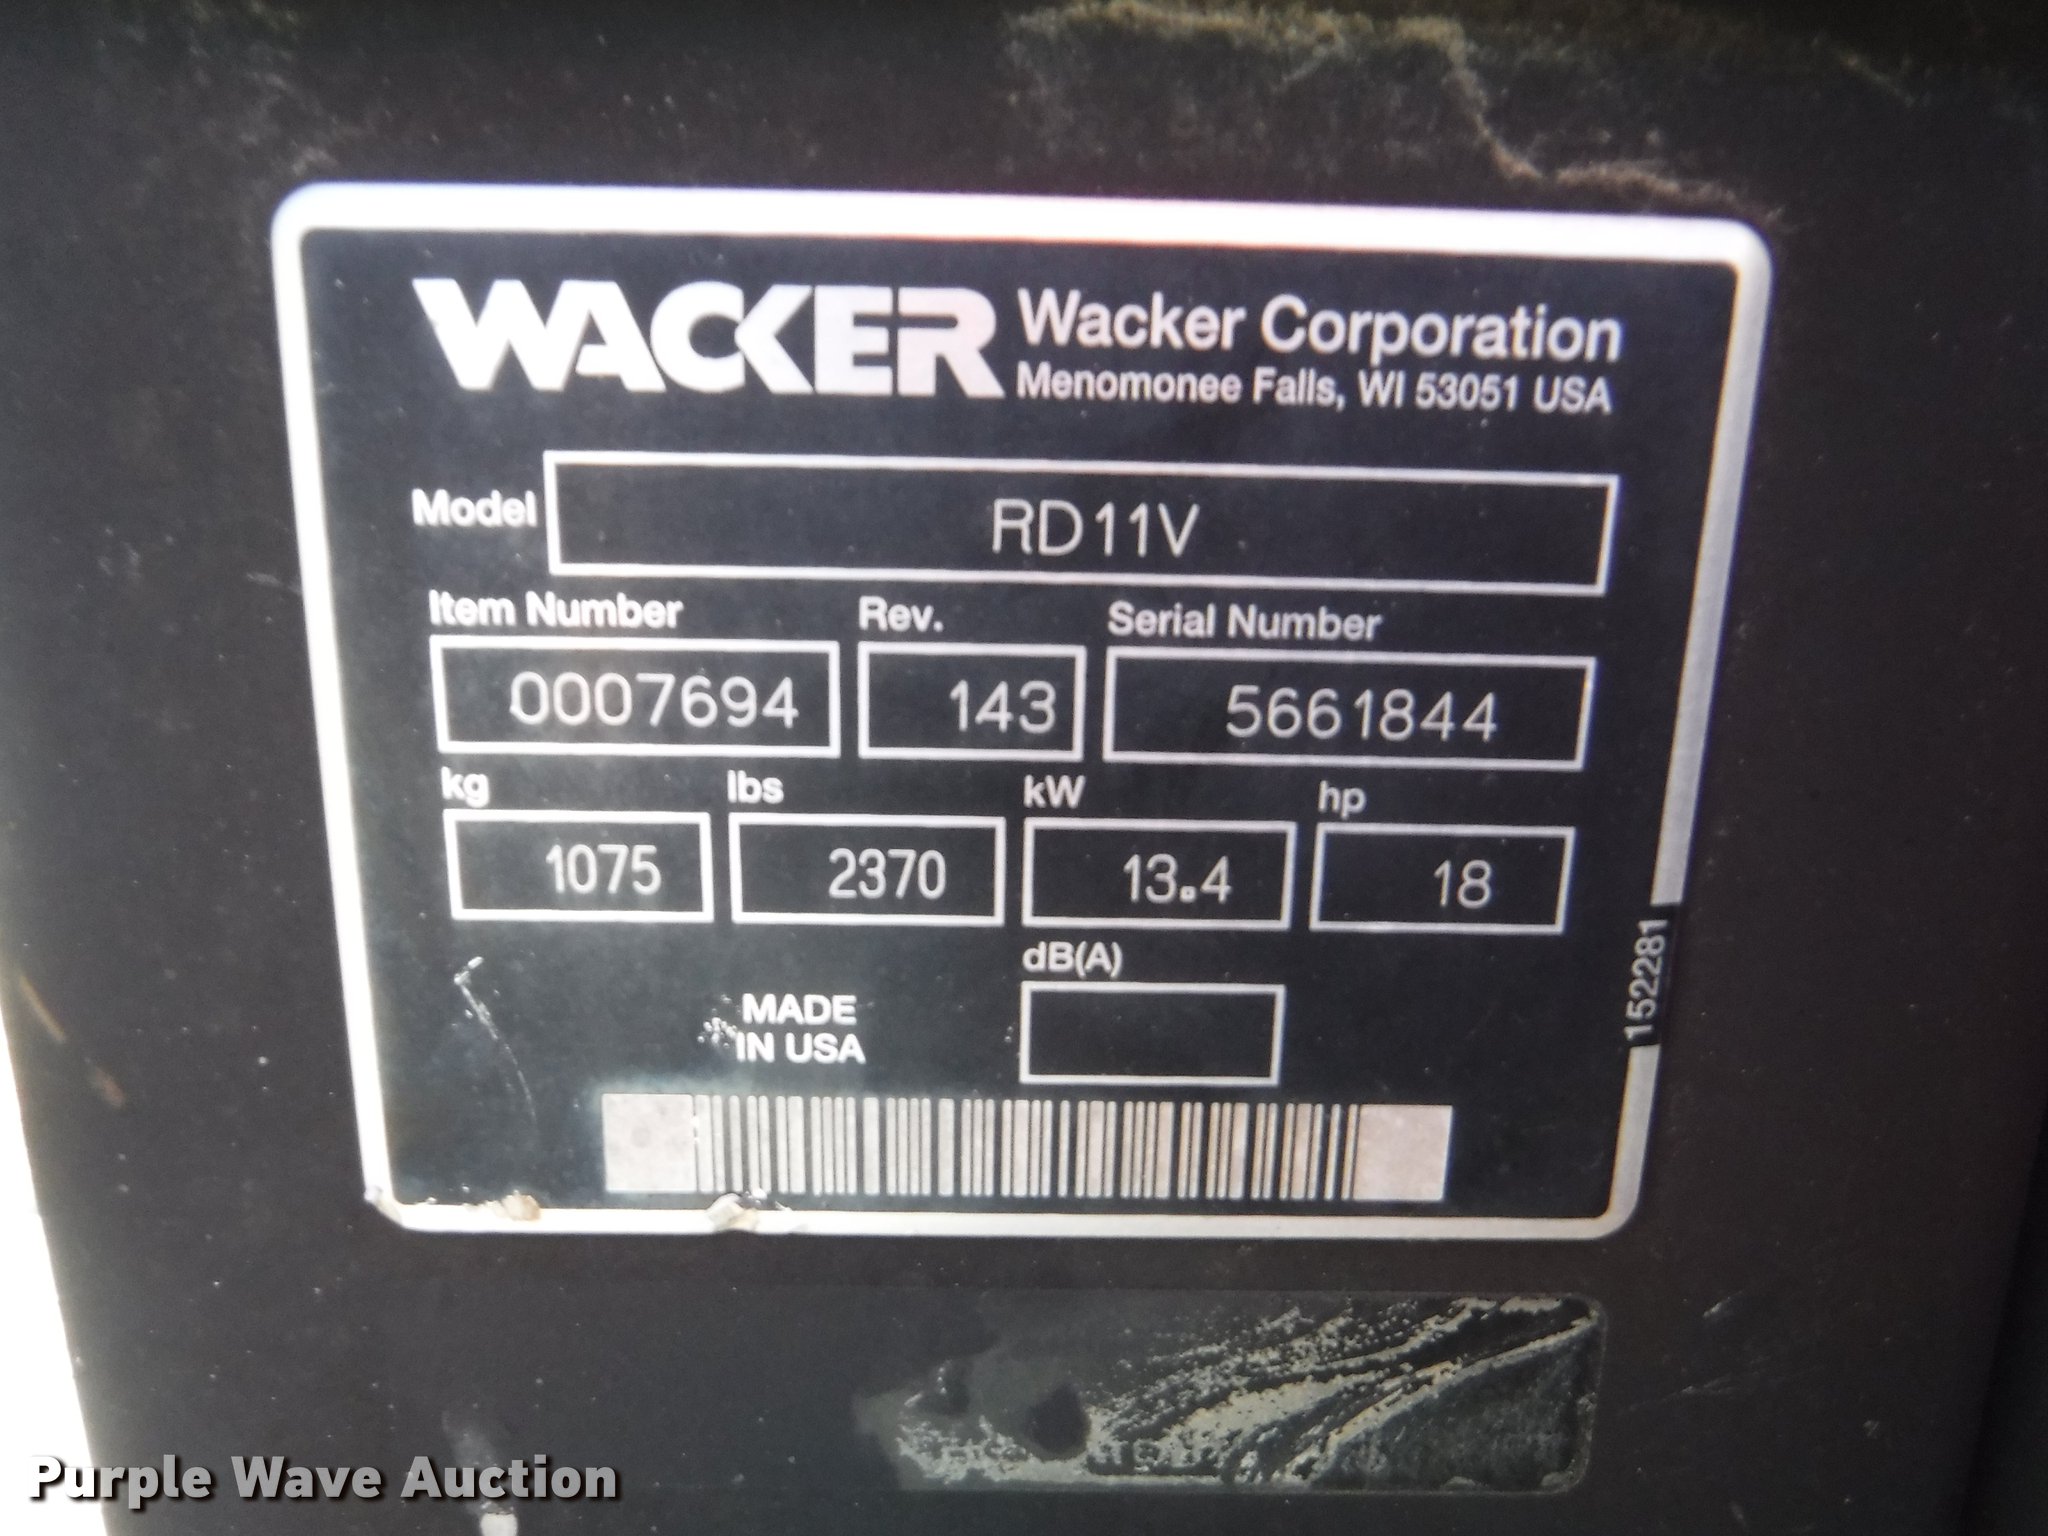 WACKER Wacker Corporation
Menomonee Falls, WI 53051 USA
Model RD11V
Item Number Rev. Serial Number
0007694 143 5661844
kg lbs kW hp
1075 2370 13.4 18
dB(A)
MADE
IN USA
152281
Purple Wave Auction